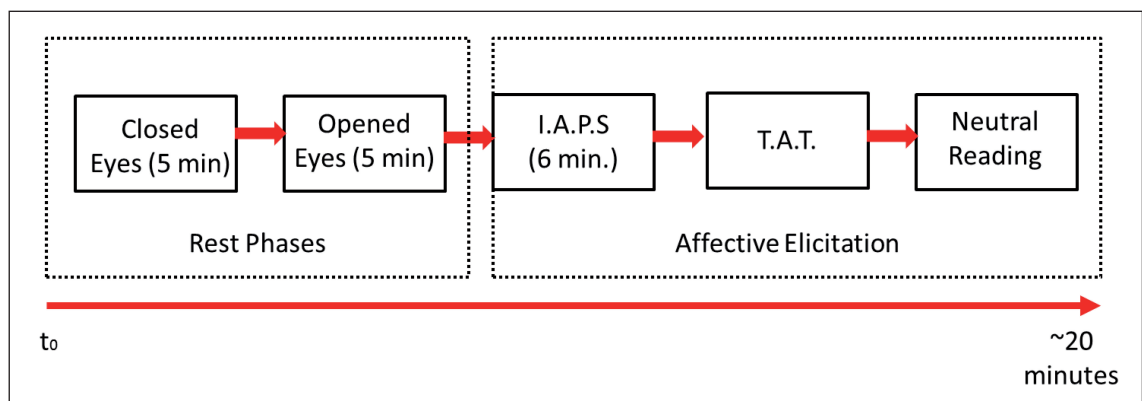 Closed
Eyes (5 min)
Opened
Eyes (5 min)
I.A.P.S
(6 min.)
T.A.T.
Neutral
Reading
Rest Phases
Affective Elicitation
t₀
~20
minutes